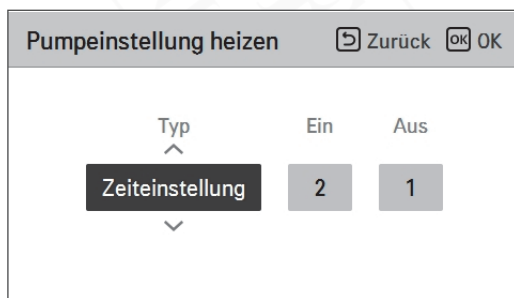 Pumpeinstellung heizen Zurück OK OK
Typ Ein Aus
Zeiteinstellung 2 1